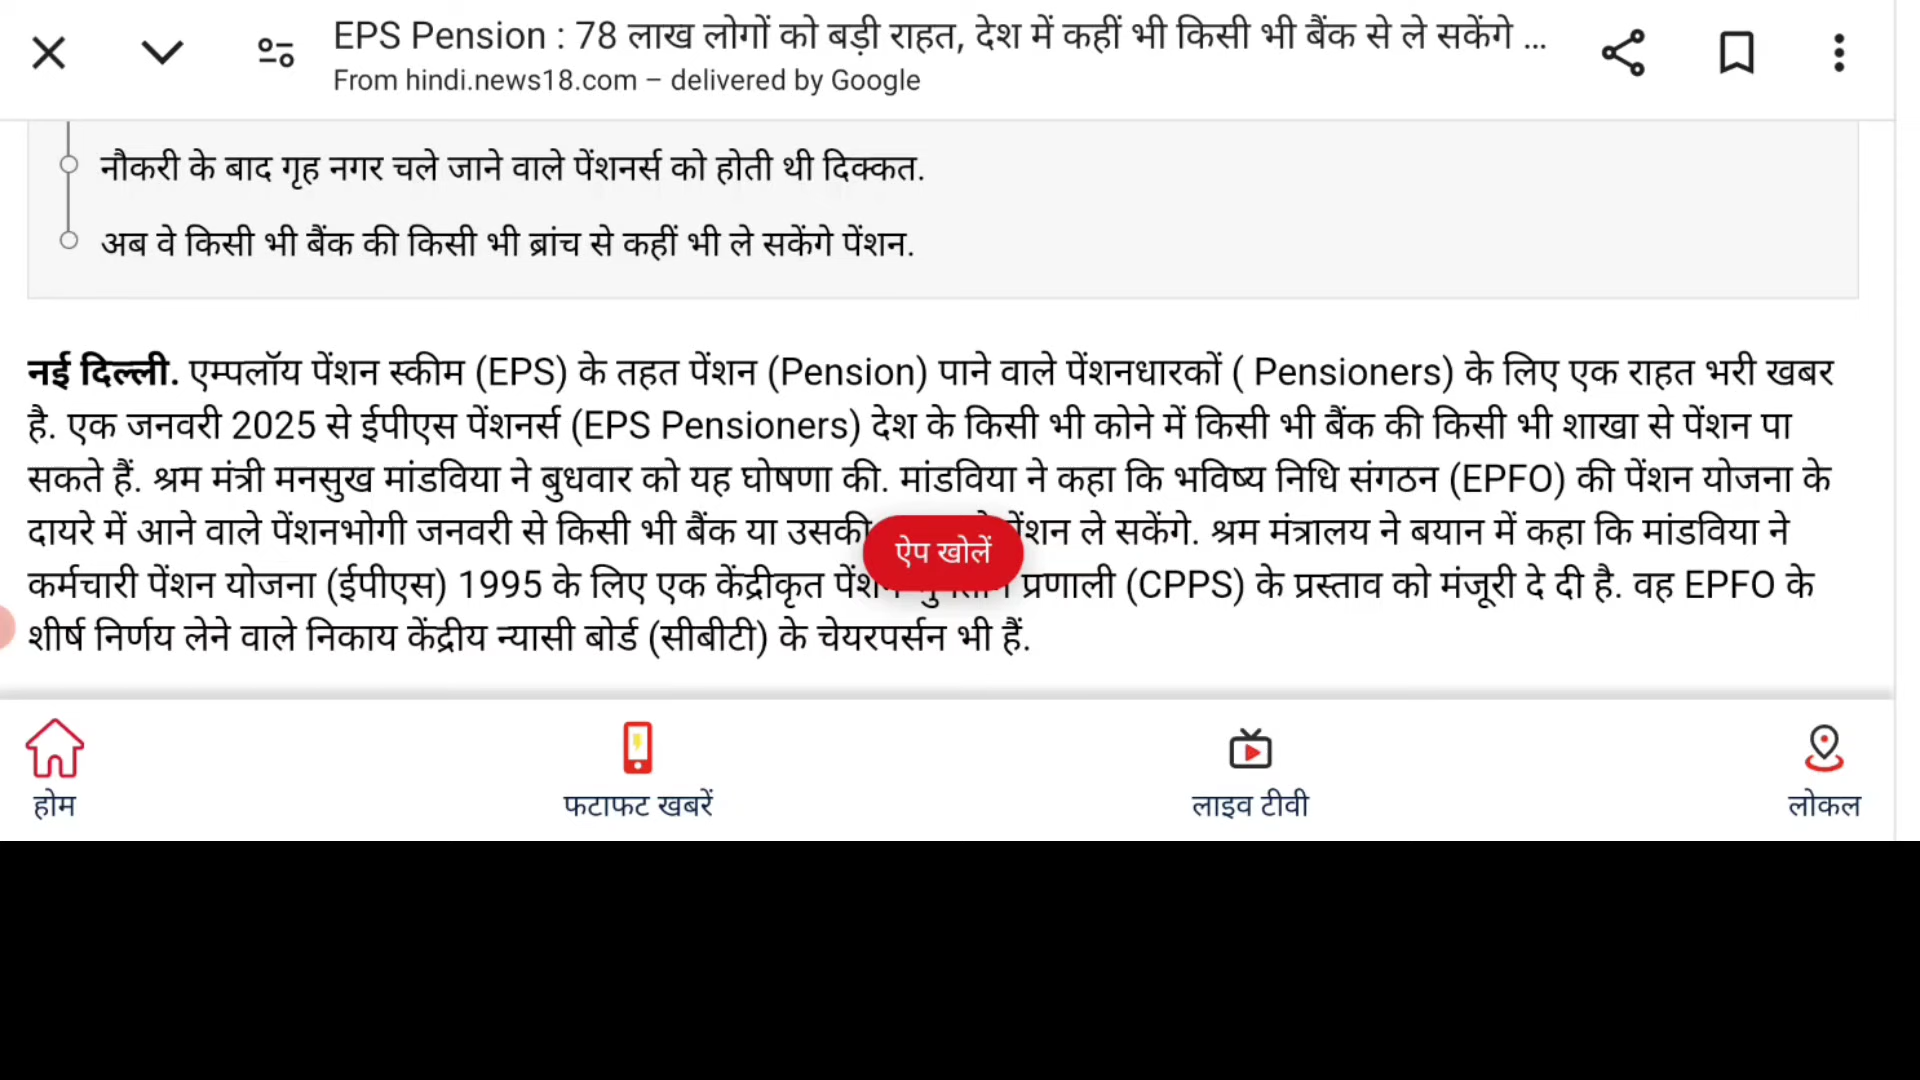 EPS Pension : 78 लाख लोगों को बड़ी राहत, देश में कहीं भी किसी भी बैंक से ले सकेंगे ...
From hindi.news18.com – delivered by Google
नौकरी के बाद गृह नगर चले जाने वाले पेंशनर्स को होती थी दिक्कत.
अब वे किसी भी बैंक की किसी भी ब्रांच से कहीं भी ले सकेंगे पेंशन.
नई दिल्ली. एम्पलॉय पेंशन स्कीम (EPS) के तहत पेंशन (Pension) पाने वाले पेंशनधारकों ( Pensioners) के लिए एक राहत भरी खबर
है. एक जनवरी 2025 से ईपीएस पेंशनर्स (EPS Pensioners) देश के किसी भी कोने में किसी भी बैंक की किसी भी शाखा से पेंशन पा
सकते हैं. श्रम मंत्री मनसुख मांडविया ने बुधवार को यह घोषणा की. मांडविया ने कहा कि भविष्य निधि संगठन (EPFO) की पेंशन योजना के
दायरे में आने वाले पेंशनभोगी जनवरी से किसी भी बैंक या उसकी ले सकेंगे. श्रम मंत्रालय ने बयान में कहा कि मांडविया ने
ऐप खोलें
कर्मचारी पेंशन योजना (ईपीएस) 1995 के लिए एक केंद्रीकृत प्रणाली (CPPS) के प्रस्ताव को मंजूरी दे दी है. वह EPFO के
शीर्ष निर्णय लेने वाले निकाय केंद्रीय न्यासी बोर्ड (सीबीटी) के चेयरपर्सन भी हैं.
होम
फटाफट खबरें
लाइव टीवी
लोकल